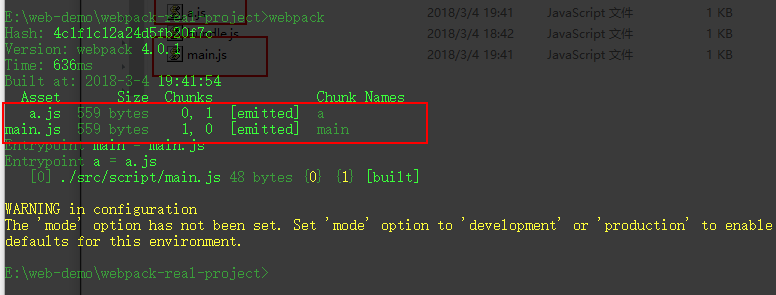 E:\web-demo\webpack-real-project>webpack
a.js 2018/3/4 19:41 JavaScript 文件 1 KB
Hash: 4c1f1c12a24d5fb20f7c
2018/3/4 18:42 JavaScript 文件 1 KB
Version: webpack 4.0.1
main.js 2018/3/4 19:41 JavaScript 文件 1 KB
Time: 636ms
Built at: 2018-3-4 19:41:54
Asset Size Chunks Chunk Names
a.js 559 bytes 0, 1 [emitted] a
main.js 559 bytes 1, 0 [emitted] main
Entrypoint main = main.js
Entrypoint a = a.js
[0] ./src/script/main.js 48 bytes {0} {1} [built]
WARNING in configuration
The 'mode' option has not been set. Set 'mode' option to 'development' or 'production' to enable
defaults for this environment.
E:\web-demo\webpack-real-project>